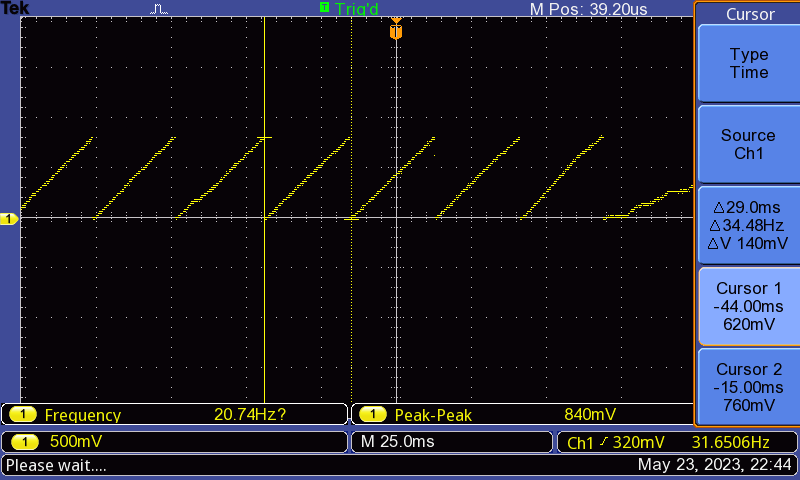 Tek
T Trig'd
M Pos: 39.20us
T
Cursor
Type
Time
Source
Ch1
Δ29.0ms
Δ34.48Hz
ΔV 140mV
Cursor 1
-44.00ms
620mV
Cursor 2
-15.00ms
760mV
1
1 Frequency 20.74Hz?
1 Peak-Peak 840mV
1 500mV
M 25.0ms
Ch1 320mV 31.6506Hz
Please wait....
May 23, 2023, 22:44